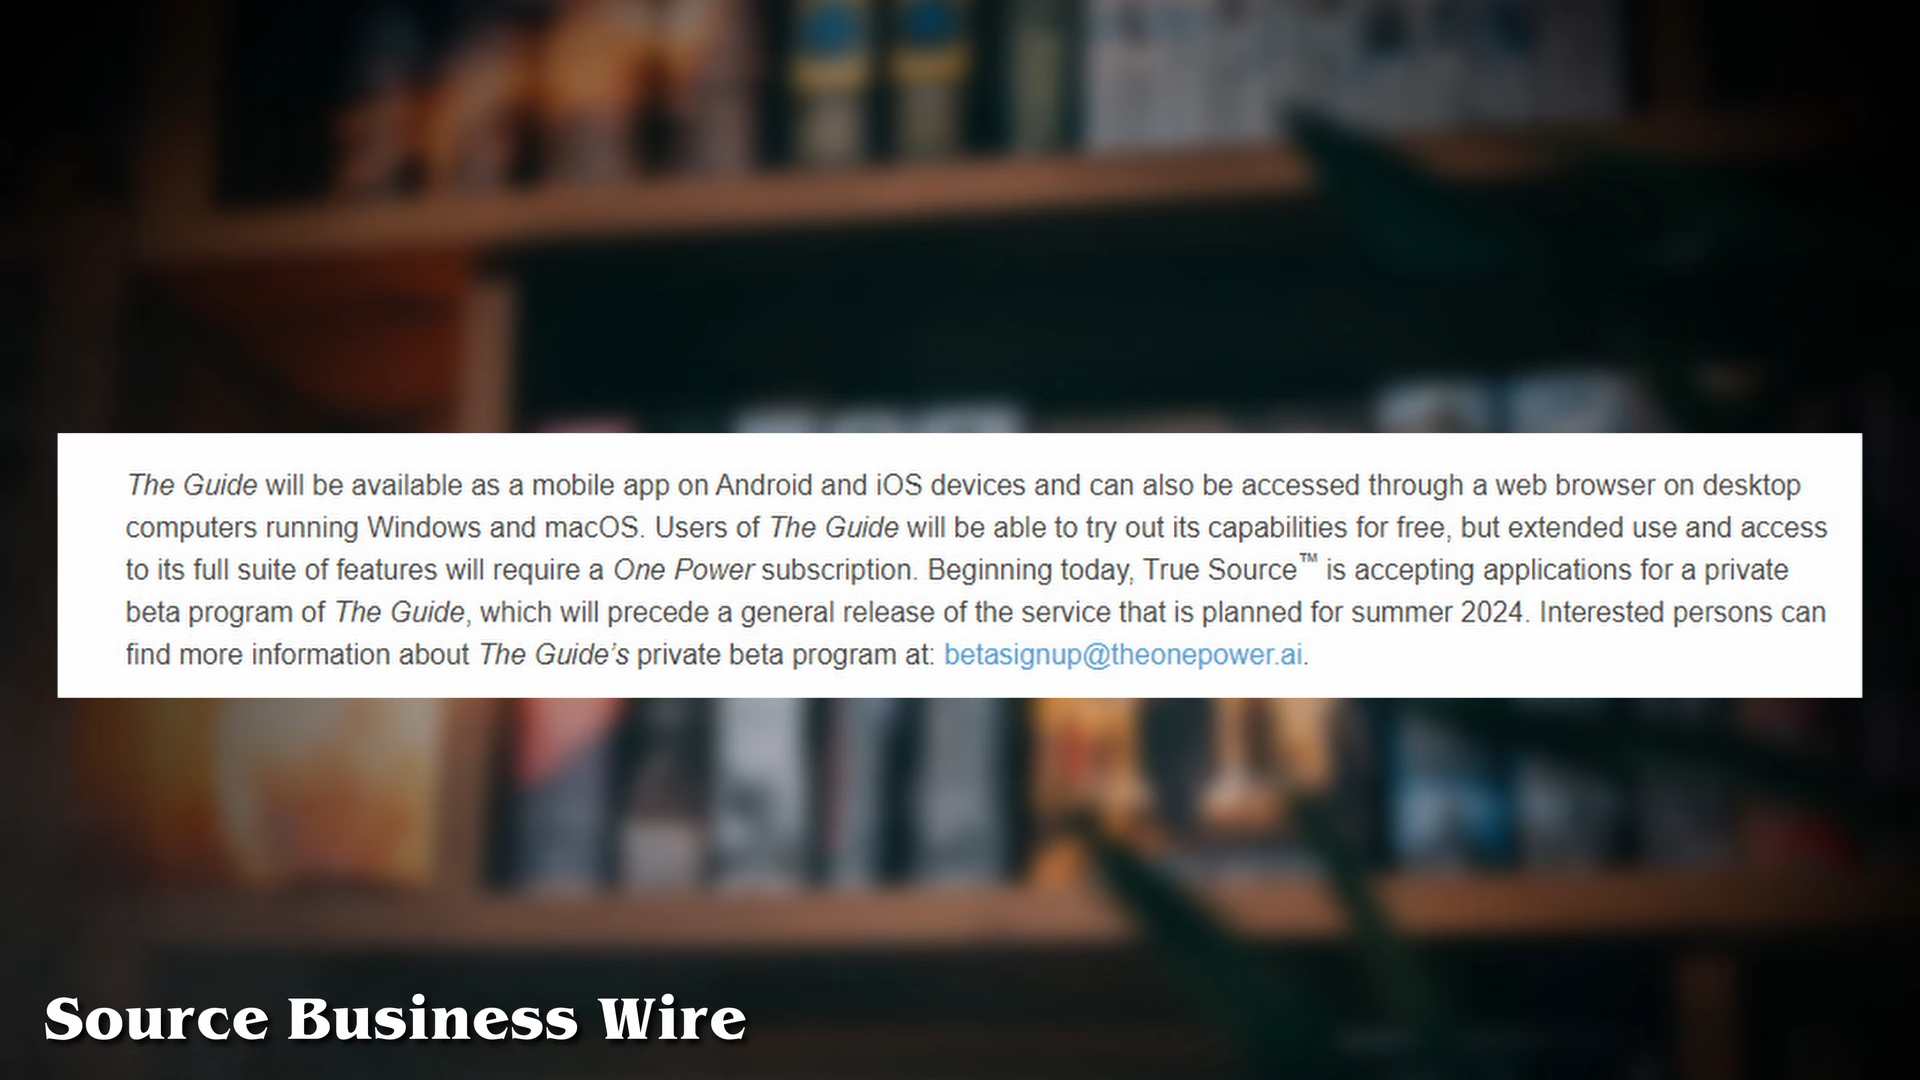 The Guide will be available as a mobile app on Android and iOS devices and can also be accessed through a web browser on desktop
computers running Windows and macOS. Users of The Guide will be able to try out its capabilities for free, but extended use and access
to its full suite of features will require a One Power subscription. Beginning today, True Source™ is accepting applications for a private
beta program of The Guide, which will precede a general release of the service that is planned for summer 2024. Interested persons can
find more information about The Guide’s private beta program at: betasignup@theonepower.ai.
Source Business Wire